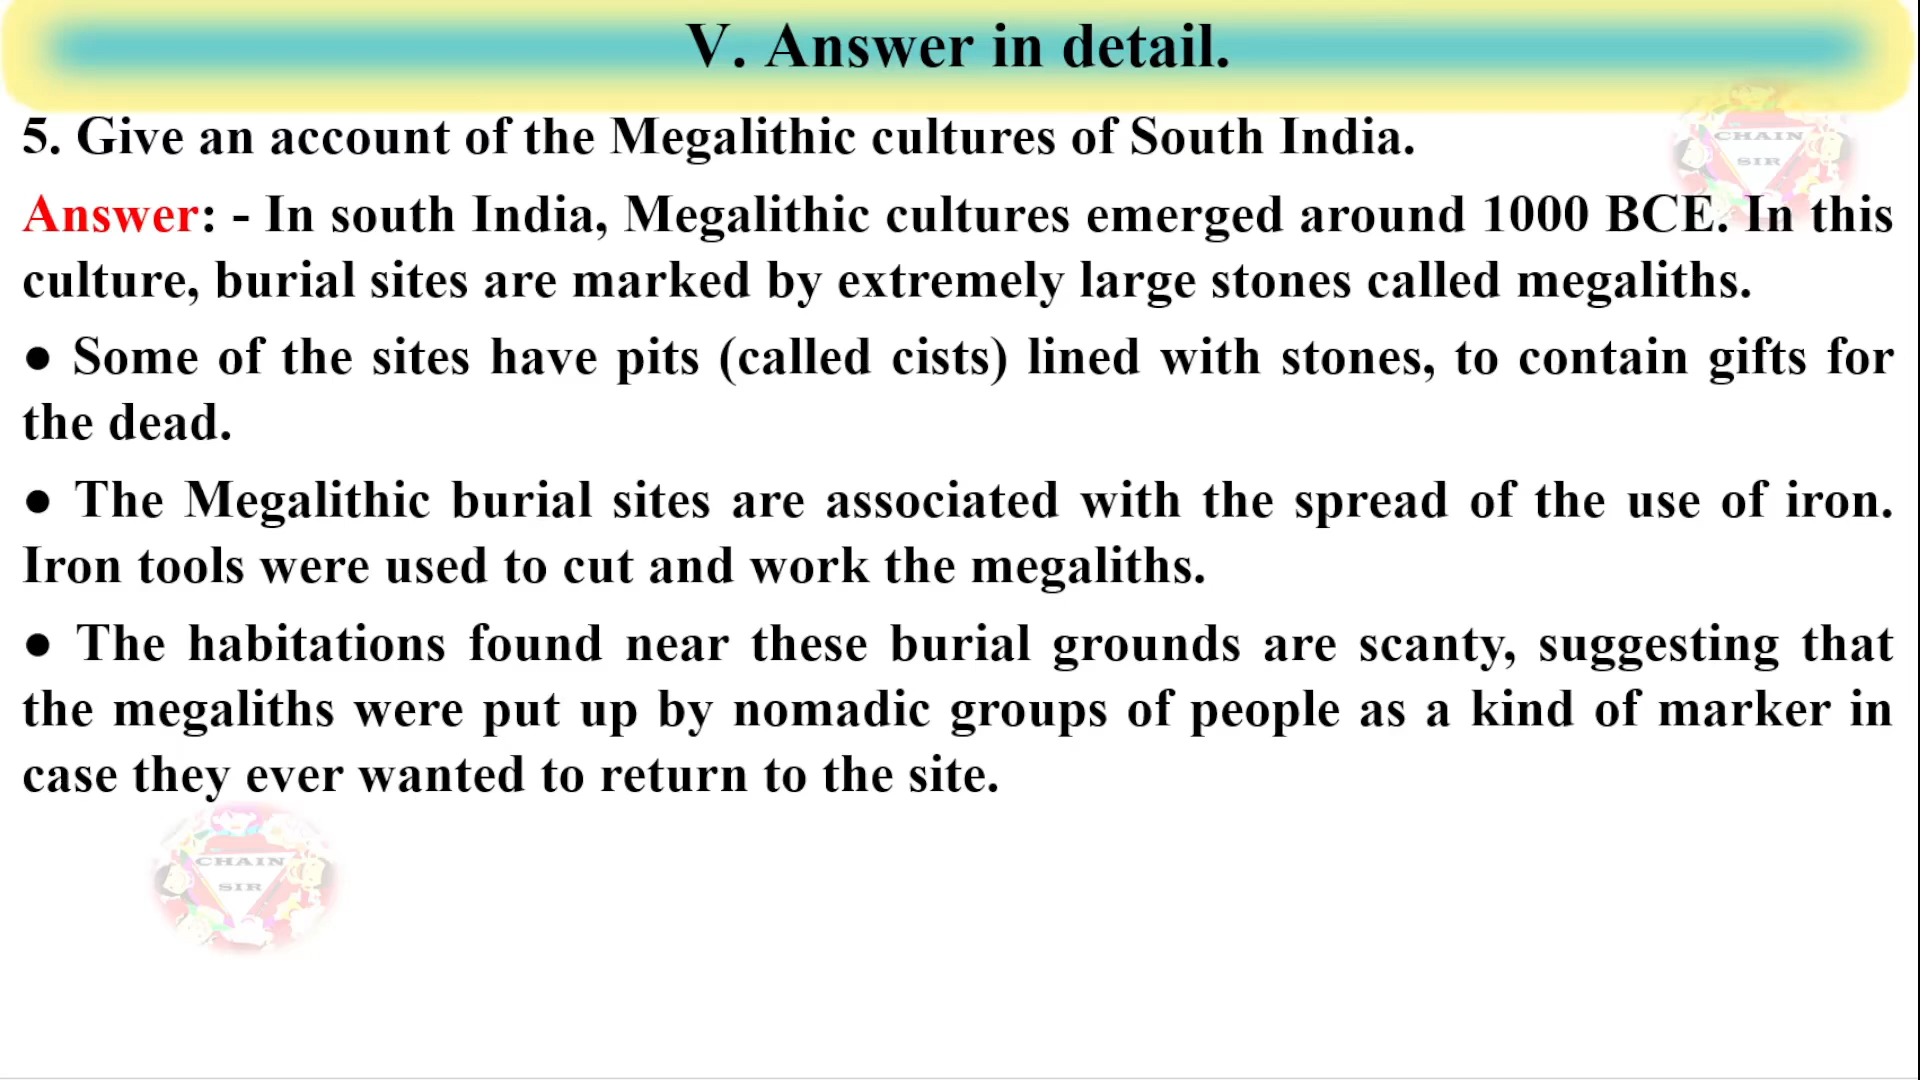 V. Answer in detail.
5. Give an account of the Megalithic cultures of South India.
CHAIN
SIR
Answer: - In south India, Megalithic cultures emerged around 1000 BCE. In this
culture, burial sites are marked by extremely large stones called megaliths.
● Some of the sites have pits (called cists) lined with stones, to contain gifts for
the dead.
● The Megalithic burial sites are associated with the spread of the use of iron.
Iron tools were used to cut and work the megaliths.
● The habitations found near these burial grounds are scanty, suggesting that
the megaliths were put up by nomadic groups of people as a kind of marker in
case they ever wanted to return to the site.
CHAIN
SIR